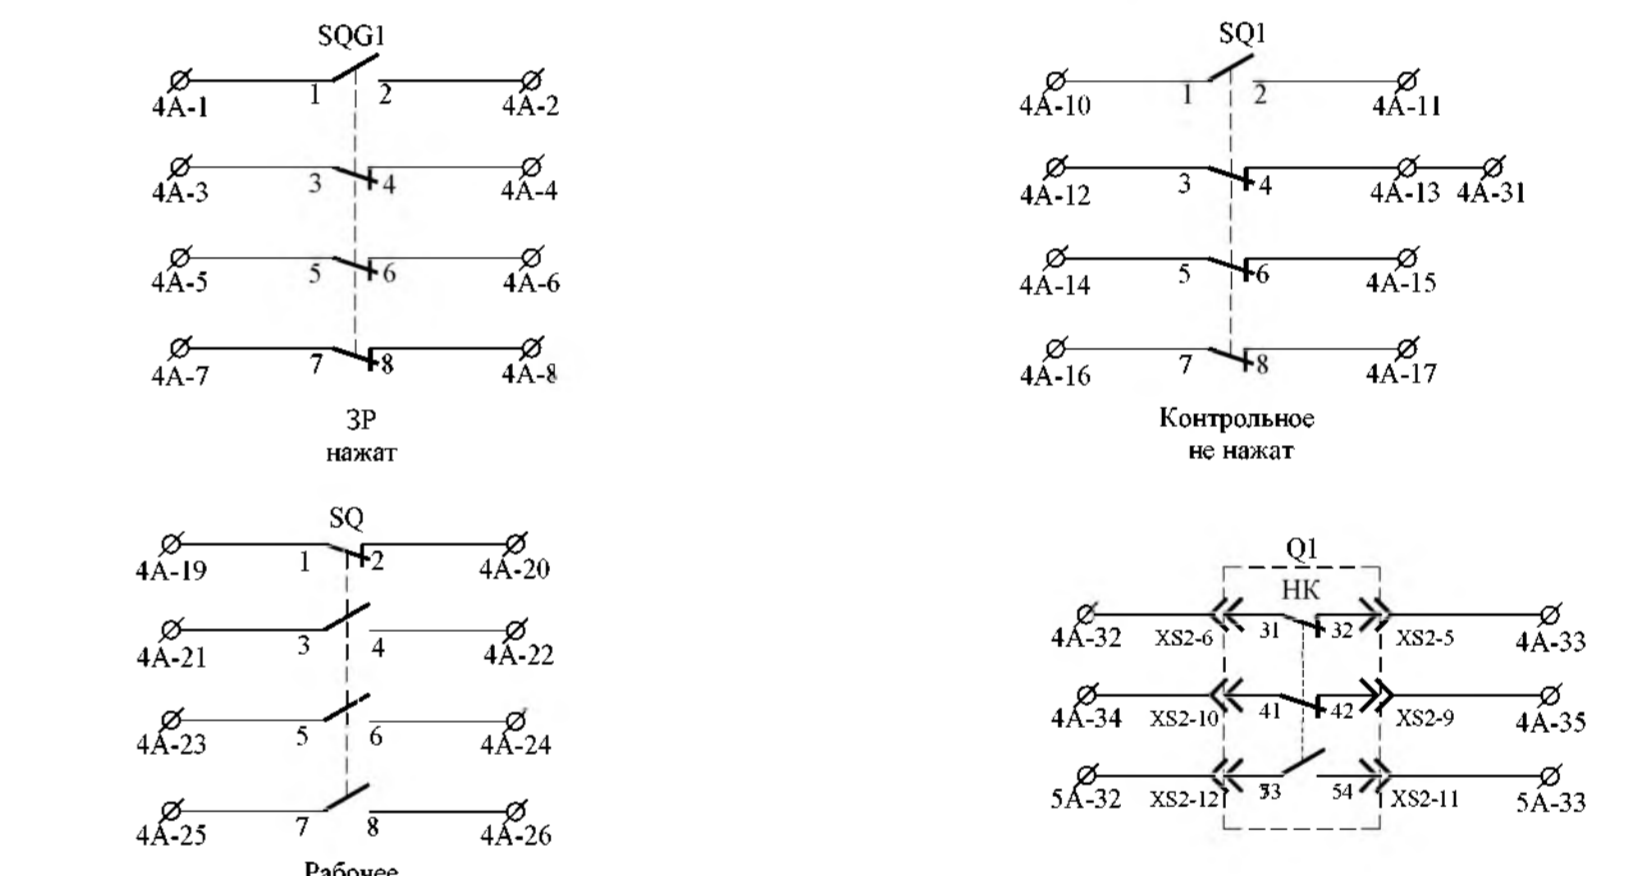 SQG1
1 2
4A-1 4A-2
3 4
4A-3 4A-4
5 6
4A-5 4A-6
7 8
4A-7 4A-8
ЗР
нажат
SQ1
1 2
4A-10 4A-11
3 4
4A-12 4A-13 4A-31
5 6
4A-14 4A-15
7 8
4A-16 4A-17
Контрольное
не нажат
SQ
1 2
4A-19 4A-20
3 4
4A-21 4A-22
5 6
4A-23 4A-24
7 8
4A-25 4A-26
Рабочее
Q1
НК
31 32
4A-32 XS2-6 XS2-5 4A-33
41 42
4A-34 XS2-10 XS2-9 4A-35
53 54
5A-32 XS2-12 XS2-11 5A-33